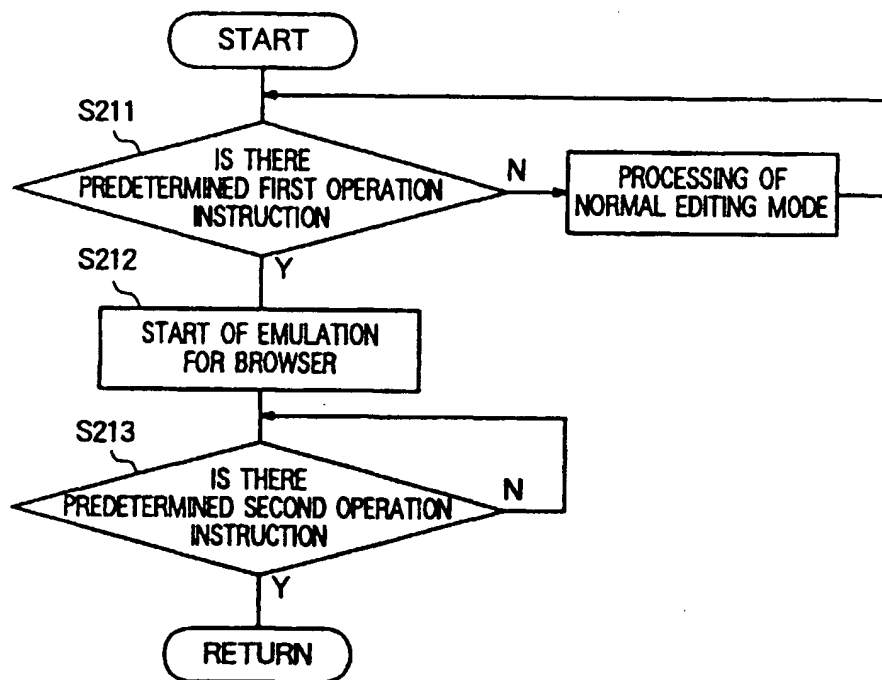 START
S211
IS THERE
PREDETERMINED FIRST OPERATION
INSTRUCTION
N
PROCESSING OF
NORMAL EDITING MODE
Y
S212
START OF EMULATION
FOR BROWSER
S213
IS THERE
PREDETERMINED SECOND OPERATION
INSTRUCTION
N
Y
RETURN